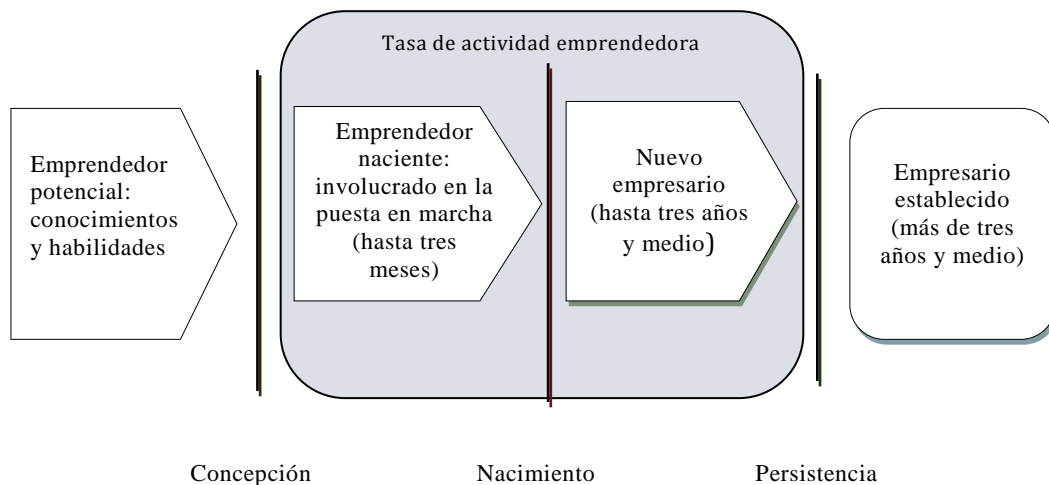 Tasa de actividad emprendedora
Emprendedor
potencial:
conocimientos
y habilidades
Emprendedor
naciente:
involucrado en la
puesta en marcha
(hasta tres
meses)
Nuevo
empresario
(hasta tres años
y medio)
Empresario
establecido
(más de tres
años y medio)
Concepción
Nacimiento
Persistencia